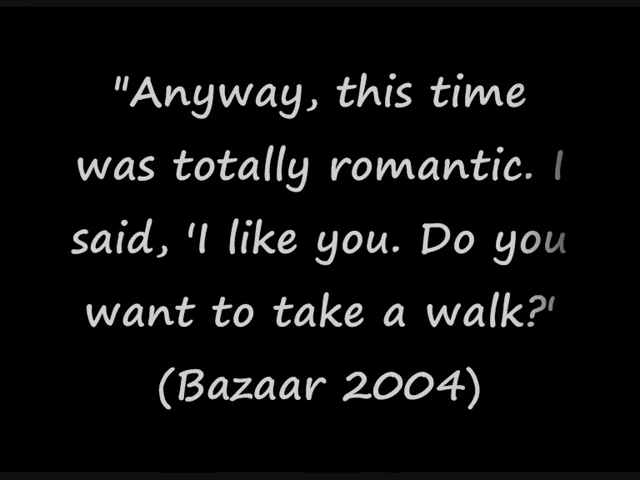 "Anyway, this time
was totally romantic. I
said, 'I like you. Do you
want to take a walk?'
(Bazaar 2004)